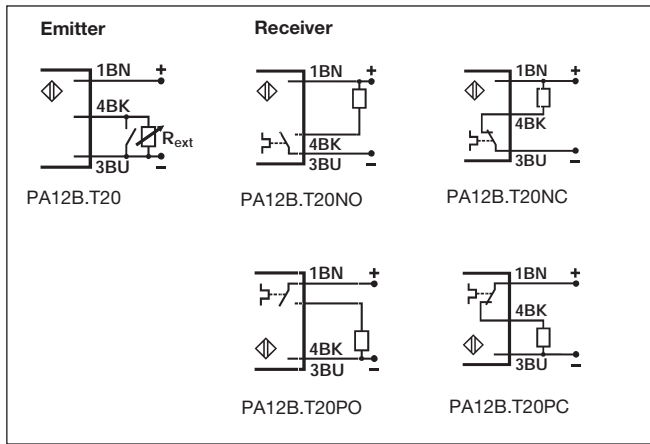 Emitter
Receiver
1BN +
4BK
Rext
3BU −
PA12B.T20
1BN +
4BK
3BU −
PA12B.T20NO
1BN +
4BK
3BU −
PA12B.T20NC
1BN +
4BK
3BU −
PA12B.T20PO
1BN +
4BK
3BU −
PA12B.T20PC